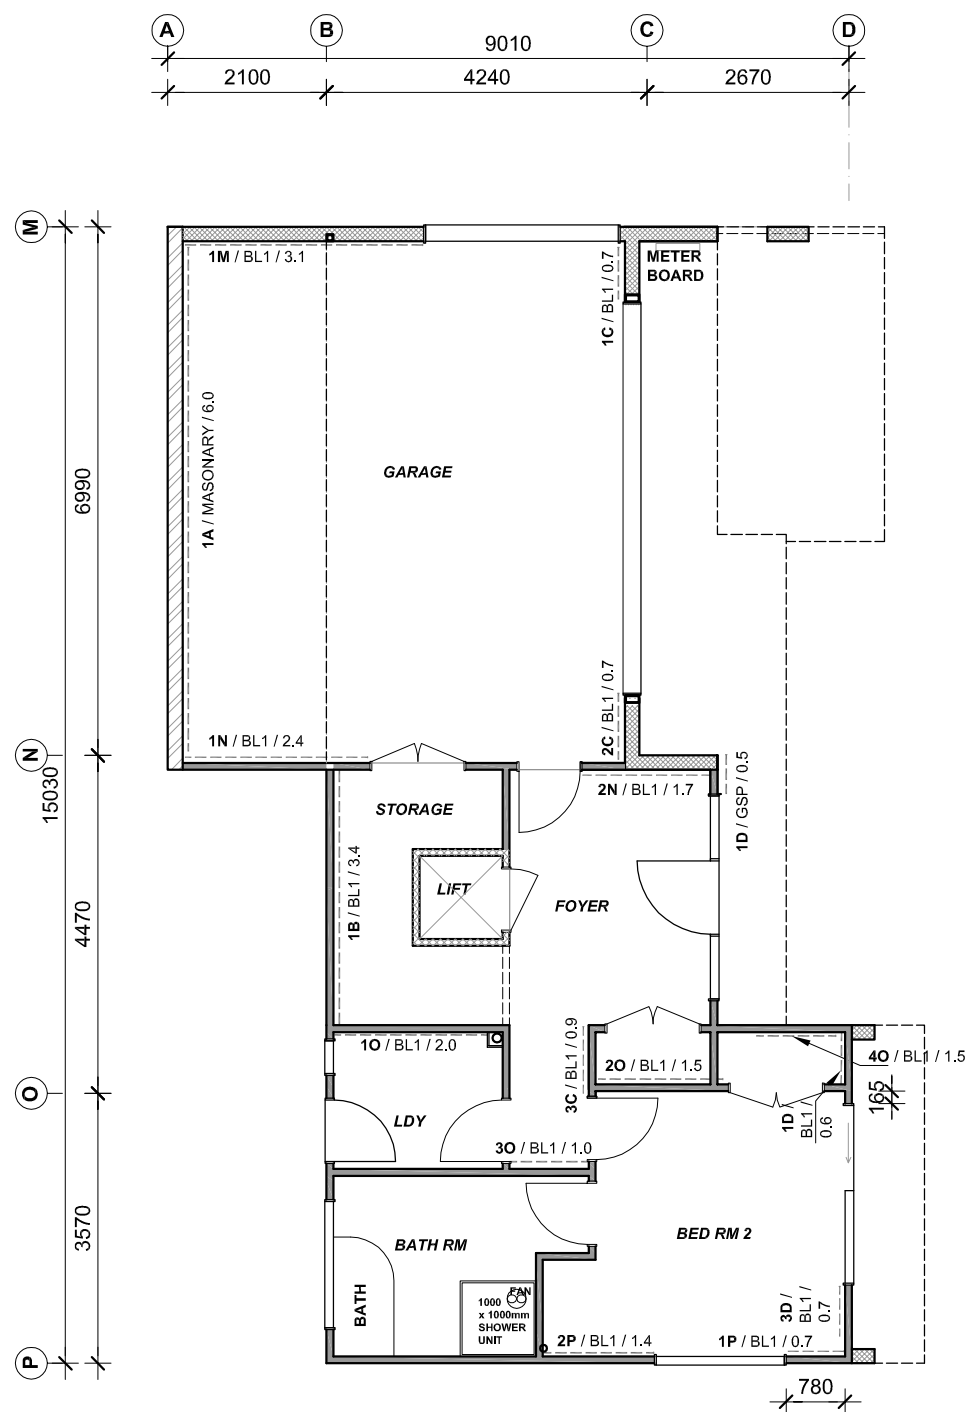 A
B
C
D
9010
2100
4240
2670
M
1M / BL1 / 3.1
1C / BL1 / 0.7
METER
BOARD
1A / MASONARY / 6.0
GARAGE
6990
2C / BL1 / 0.7
1N / BL1 / 2.4
N
15030
STORAGE
2N / BL1 / 1.7
1D / GSP / 0.5
1B / BL1 / 3.4
LIFT
FOYER
4470
1O / BL1 / 2.0
3C / BL1 / 0.9
2O / BL1 / 1.5
4O / BL1 / 1.5
O
LDY
1D /
BL1 /
0.6
165
3O / BL1 / 1.0
3570
BATH RM
BED RM 2
BATH
FAN
1000
x 1000mm
SHOWER
UNIT
3D /
BL1 /
0.7
2P / BL1 / 1.4
1P / BL1 / 0.7
P
780